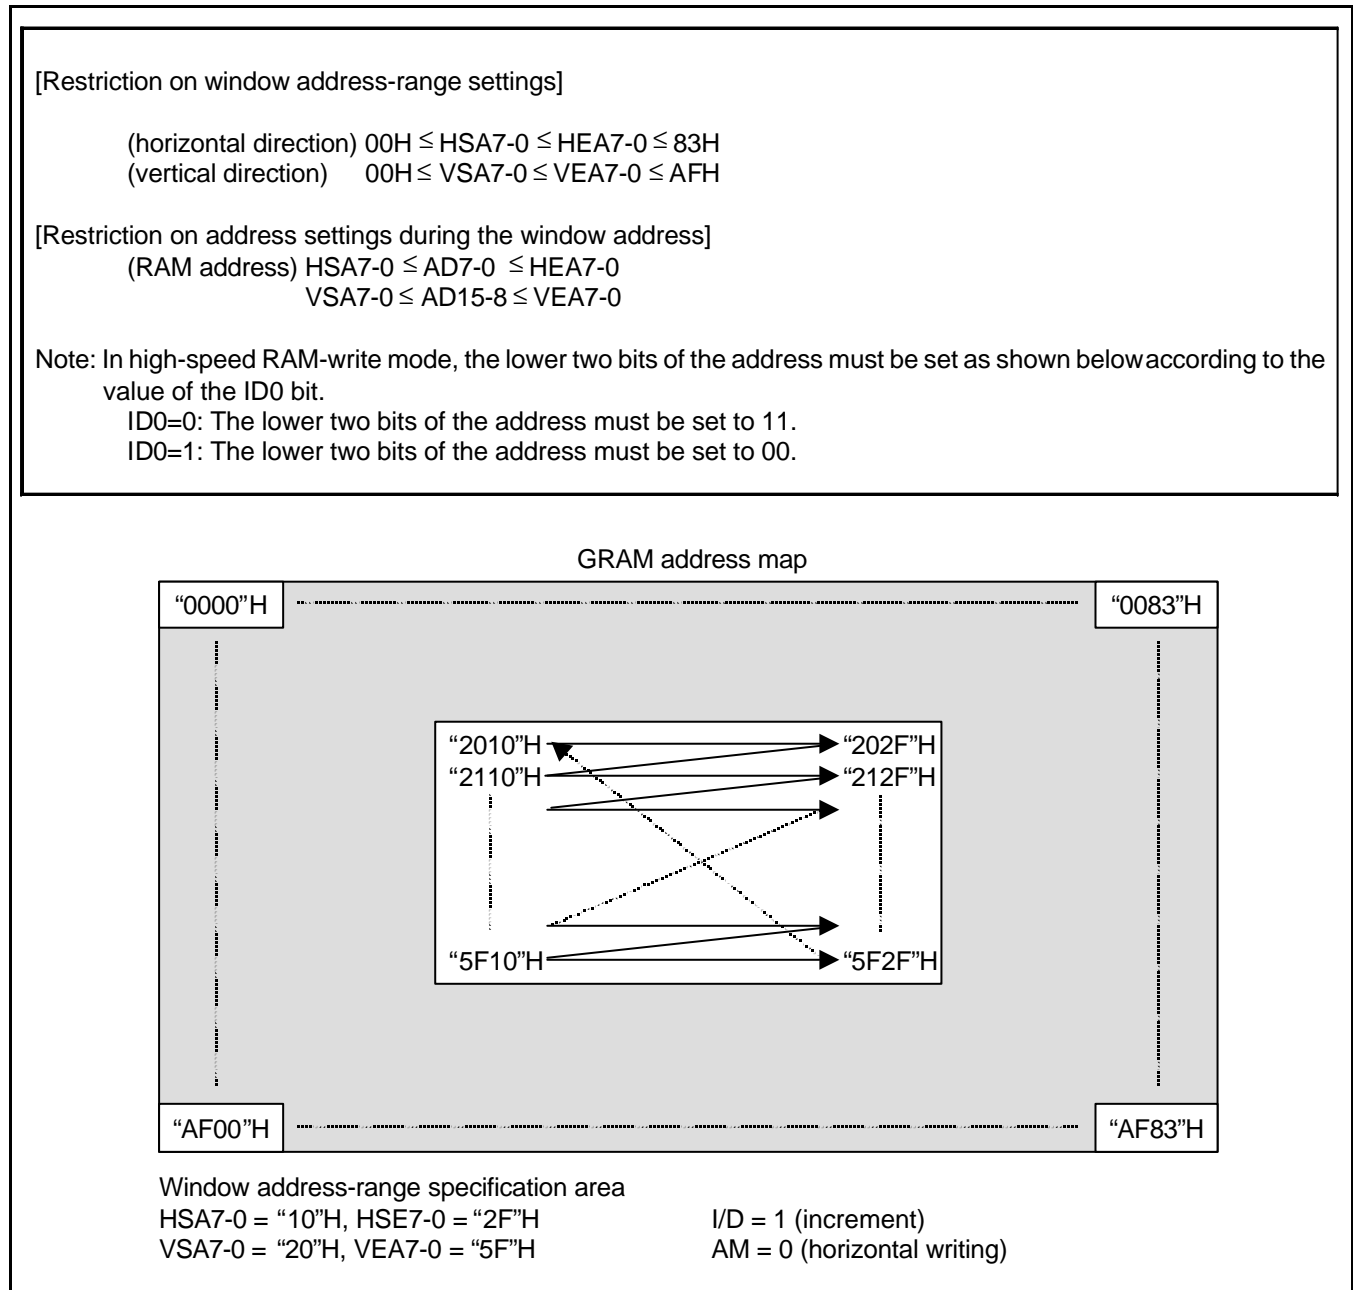 [Restriction on window address-range settings]
(horizontal direction) 00H ≤ HSA7-0 ≤ HEA7-0 ≤ 83H
(vertical direction) 00H ≤ VSA7-0 ≤ VEA7-0 ≤ AFH
[Restriction on address settings during the window address]
(RAM address) HSA7-0 ≤ AD7-0 ≤ HEA7-0
VSA7-0 ≤ AD15-8 ≤ VEA7-0
Note: In high-speed RAM-write mode, the lower two bits of the address must be set as shown belowaccording to the
value of the ID0 bit.
ID0=0: The lower two bits of the address must be set to 11.
ID0=1: The lower two bits of the address must be set to 00.
GRAM address map
“0000”H “0083”H
“2010”H “202F”H
“2110”H “212F”H
“5F10”H “5F2F”H
“AF00”H “AF83”H
Window address-range specification area
HSA7-0 = “10”H, HSE7-0 = “2F”H I/D = 1 (increment)
VSA7-0 = “20”H, VEA7-0 = “5F”H AM = 0 (horizontal writing)